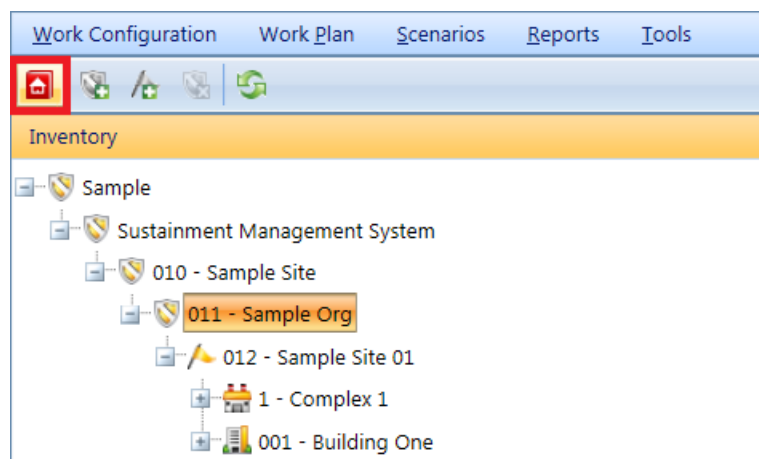 Work Configuration Work Plan Scenarios Reports Tools
Inventory
Sample
Sustainment Management System
010 - Sample Site
011 - Sample Org
012 - Sample Site 01
1 - Complex 1
001 - Building One